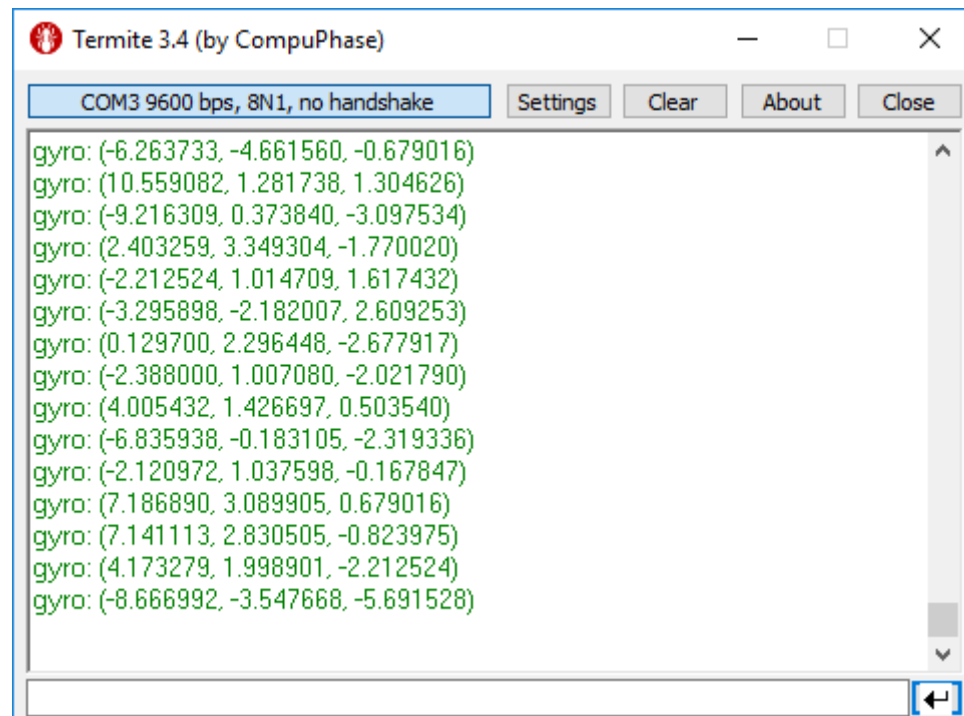 Termite 3.4 (by CompuPhase)
COM3 9600 bps, 8N1, no handshake Settings Clear About Close
gyro: (-6.263733, -4.661560, -0.679016)
gyro: (10.559082, 1.281738, 1.304626)
gyro: (-9.216309, 0.373840, -3.097534)
gyro: (2.403259, 3.349304, -1.770020)
gyro: (-2.212524, 1.014709, 1.617432)
gyro: (-3.295898, -2.182007, 2.609253)
gyro: (0.129700, 2.296448, -2.677917)
gyro: (-2.388000, 1.007080, -2.021790)
gyro: (4.005432, 1.426697, 0.503540)
gyro: (-6.835938, -0.183105, -2.319336)
gyro: (-2.120972, 1.037598, -0.167847)
gyro: (7.186890, 3.089905, 0.679016)
gyro: (7.141113, 2.830505, -0.823975)
gyro: (4.173279, 1.998901, -2.212524)
gyro: (-8.666992, -3.547668, -5.691528)